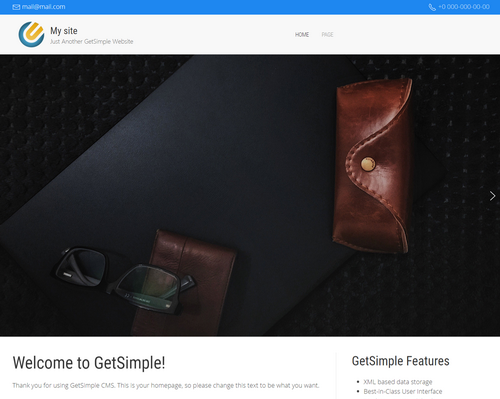 mail@mail.com
+0 000-000-00-00
My site
Just Another GetSimple Website
HOME
PAGE
Welcome to GetSimple!
Thank you for using GetSimple CMS. This is your homepage, so please change this text to be what you want.
GetSimple Features
XML based data storage
Best-in-Class User Interface